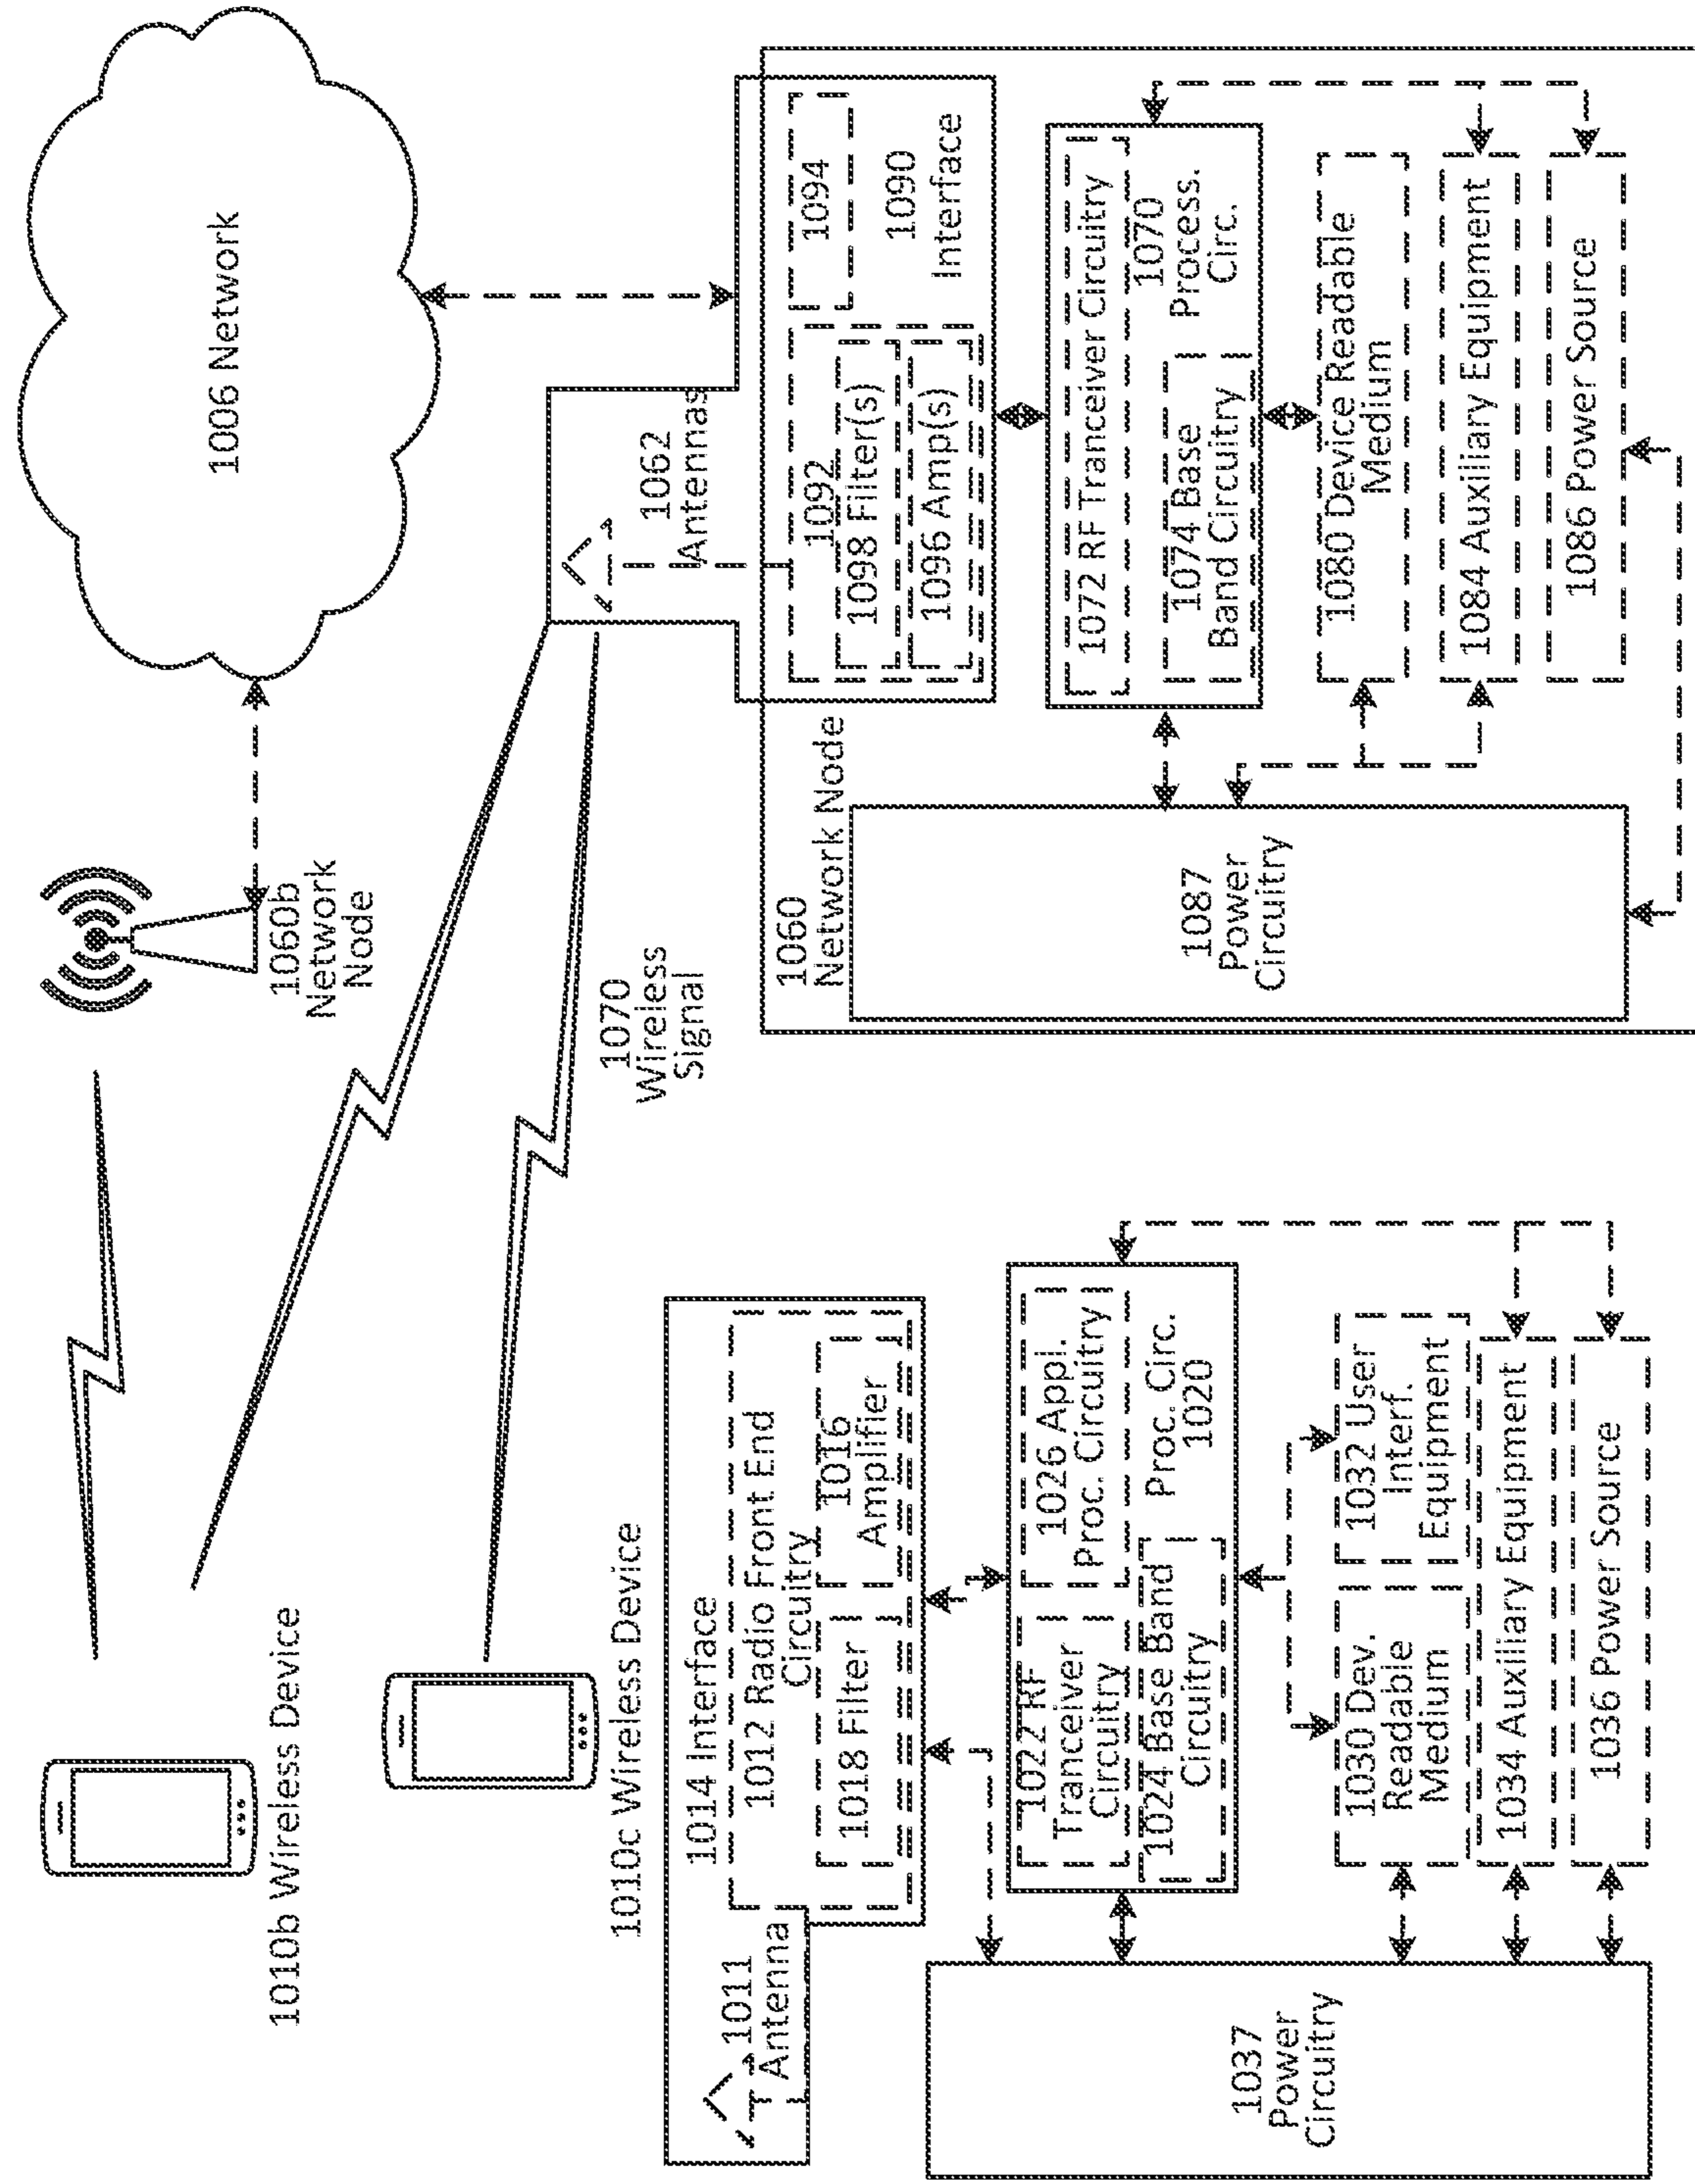 1006 Network
1060b
Network
Node
1010b Wireless Device
1070
Wireless
Signal
1062
Antennas
1010c Wireless Device
1014 Interface
1011
Antenna
1012 Radio Front End
Circuitry
1018 Filter
1016
Amplifier
1022 RF
Tranceiver
Circuitry
1026 Appl.
Proc. Circuitry
1024 Base Band
Circuitry
Proc. Circ.
1020
1037
Power
Circuitry
1030 Dev.
Readable
Medium
1032 User
Interf.
Equipment
1034 Auxiliary Equipment
1036 Power Source
1060
Network Node
1092
1098 Filter(s)
1096 Amp(s)
1094
1090
Interface
1072 RF Tranceiver Circuitry
1074 Base
Band Circuitry
1070
Process.
Circ.
1087
Power
Circuitry
1080 Device Readable
Medium
1084 Auxiliary Equipment
1086 Power Source